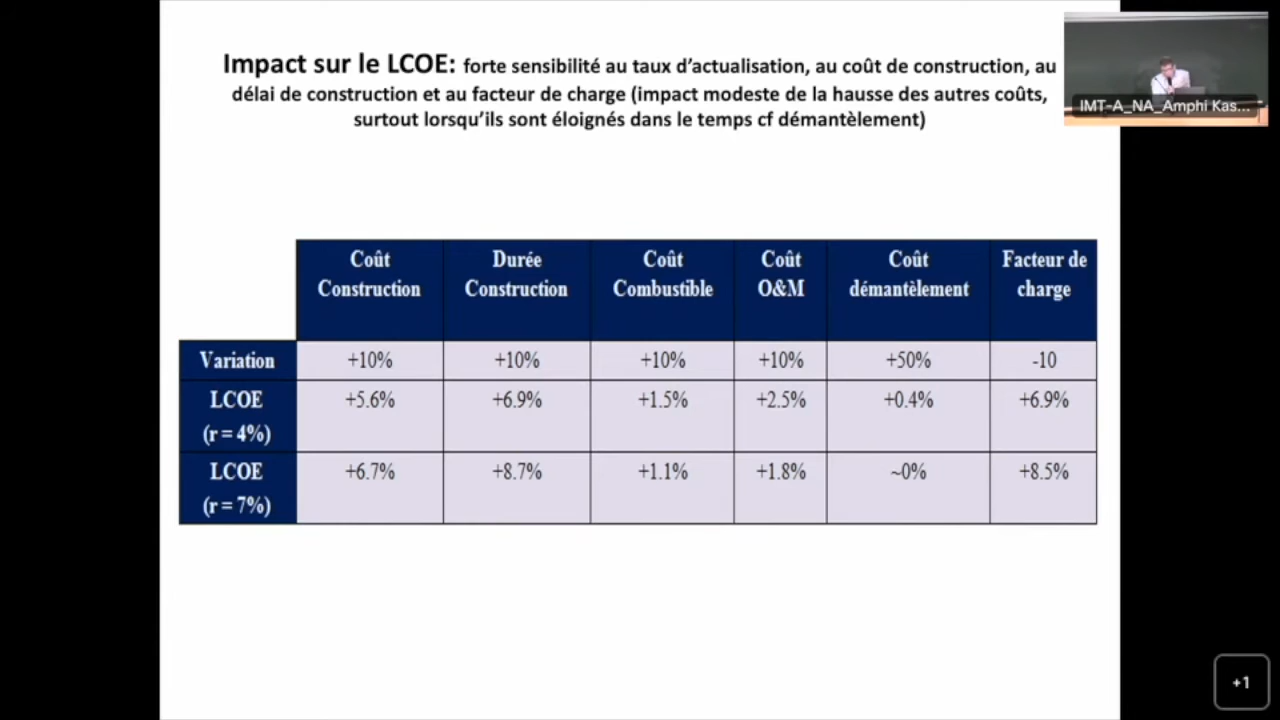 Impact sur le LCOE: forte sensibilité au taux d'actualisation, au coût de construction, au
délai de construction et au facteur de charge (impact modeste de la hausse des autres coûts,
surtout lorsqu'ils sont éloignés dans le temps cf démantèlement)
IMT-A_NA_Amphi Kas...
Coût Construction Durée Construction Coût Combustible Coût O&M Coût démantèlement Facteur de charge
Variation +10% +10% +10% +10% +50% -10
LCOE (r = 4%) +5.6% +6.9% +1.5% +2.5% +0.4% +6.9%
LCOE (r = 7%) +6.7% +8.7% +1.1% +1.8% ~0% +8.5%
+1